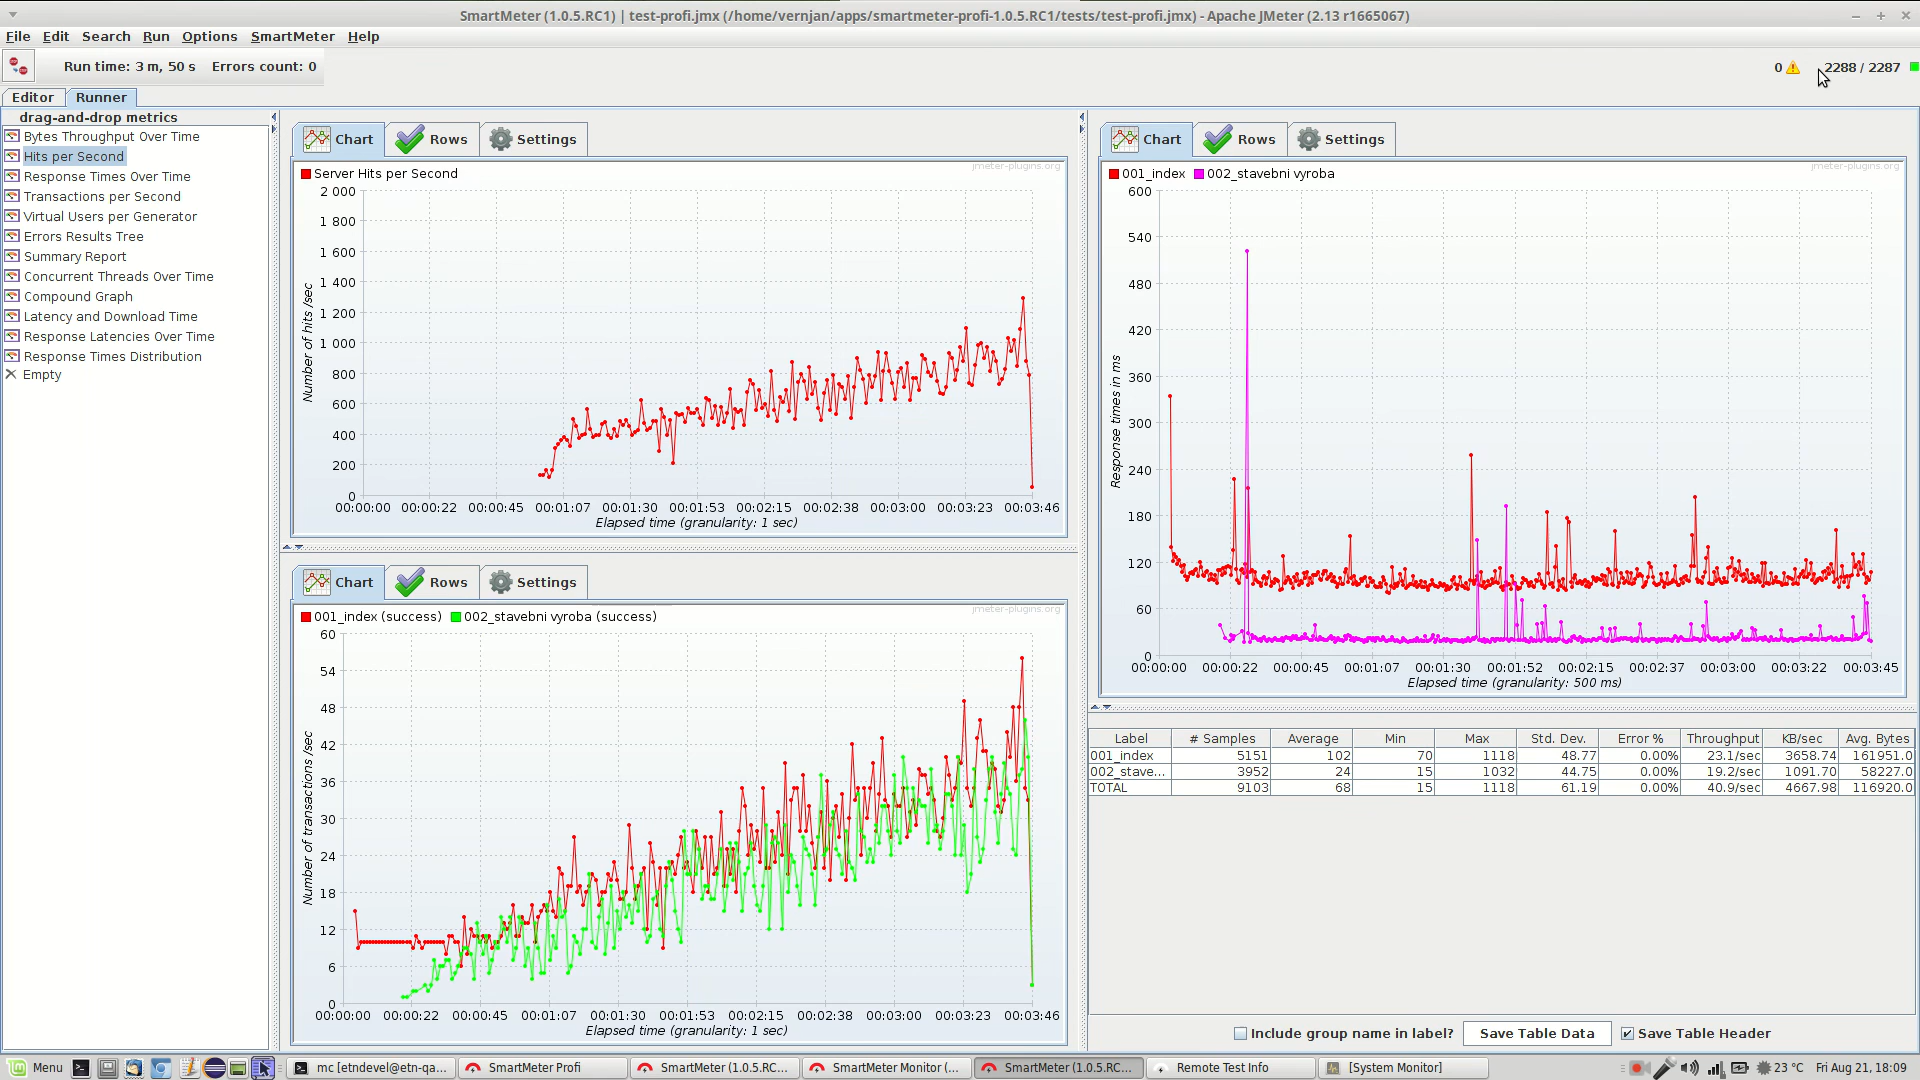 SmartMeter (1.0.5.RC1) | test-profi.jmx (/home/vernjan/apps/smartmeter-profi-1.0.5.RC1/tests/test-profi.jmx) - Apache JMeter (2.13 r1665067)
File Edit Search Run Options SmartMeter Help
Run time: 3 m, 50 s Errors count: 0
0 2288 / 2287
Editor Runner
drag-and-drop metrics
Bytes Throughput Over Time
Hits per Second
Response Times Over Time
Transactions per Second
Virtual Users per Generator
Errors Results Tree
Summary Report
Concurrent Threads Over Time
Compound Graph
Latency and Download Time
Response Latencies Over Time
Response Times Distribution
Empty
Chart Rows Settings
jmeter-plugins.org
Server Hits per Second
2 000
1 800
1 600
1 400
1 200
1 000
800
600
400
200
0
Number of hits /sec
00:00:00 00:00:22 00:00:45 00:01:07 00:01:30 00:01:53 00:02:15 00:02:38 00:03:00 00:03:23 00:03:46
Elapsed time (granularity: 1 sec)
Chart Rows Settings
jmeter-plugins.org
001_index (success) 002_stavebni vyroba (success)
60
54
48
42
36
30
24
18
12
6
0
Number of transactions /sec
00:00:00 00:00:22 00:00:45 00:01:07 00:01:30 00:01:53 00:02:15 00:02:38 00:03:00 00:03:23 00:03:46
Elapsed time (granularity: 1 sec)
Chart Rows Settings
jmeter-plugins.org
001_index 002_stavebni vyroba
600
540
480
420
360
300
240
180
120
60
0
Response times in ms
00:00:00 00:00:22 00:00:45 00:01:07 00:01:30 00:01:52 00:02:15 00:02:37 00:03:00 00:03:22 00:03:45
Elapsed time (granularity: 500 ms)
Label # Samples Average Min Max Std. Dev. Error % Throughput KB/sec Avg. Bytes
001_index 5151 102 70 1118 48.77 0.00% 23.1/sec 3658.74 161951.0
002_stave... 3952 24 15 1032 44.75 0.00% 19.2/sec 1091.70 58227.0
TOTAL 9103 68 15 1118 61.19 0.00% 40.9/sec 4667.98 116920.0
Include group name in label? Save Table Data Save Table Header
Menu mc [etndevel@etn-qa... SmartMeter Profi SmartMeter (1.0.5.RC... SmartMeter Monitor (... SmartMeter (1.0.5.RC... Remote Test Info [System Monitor] 23 °C Fri Aug 21, 18:09